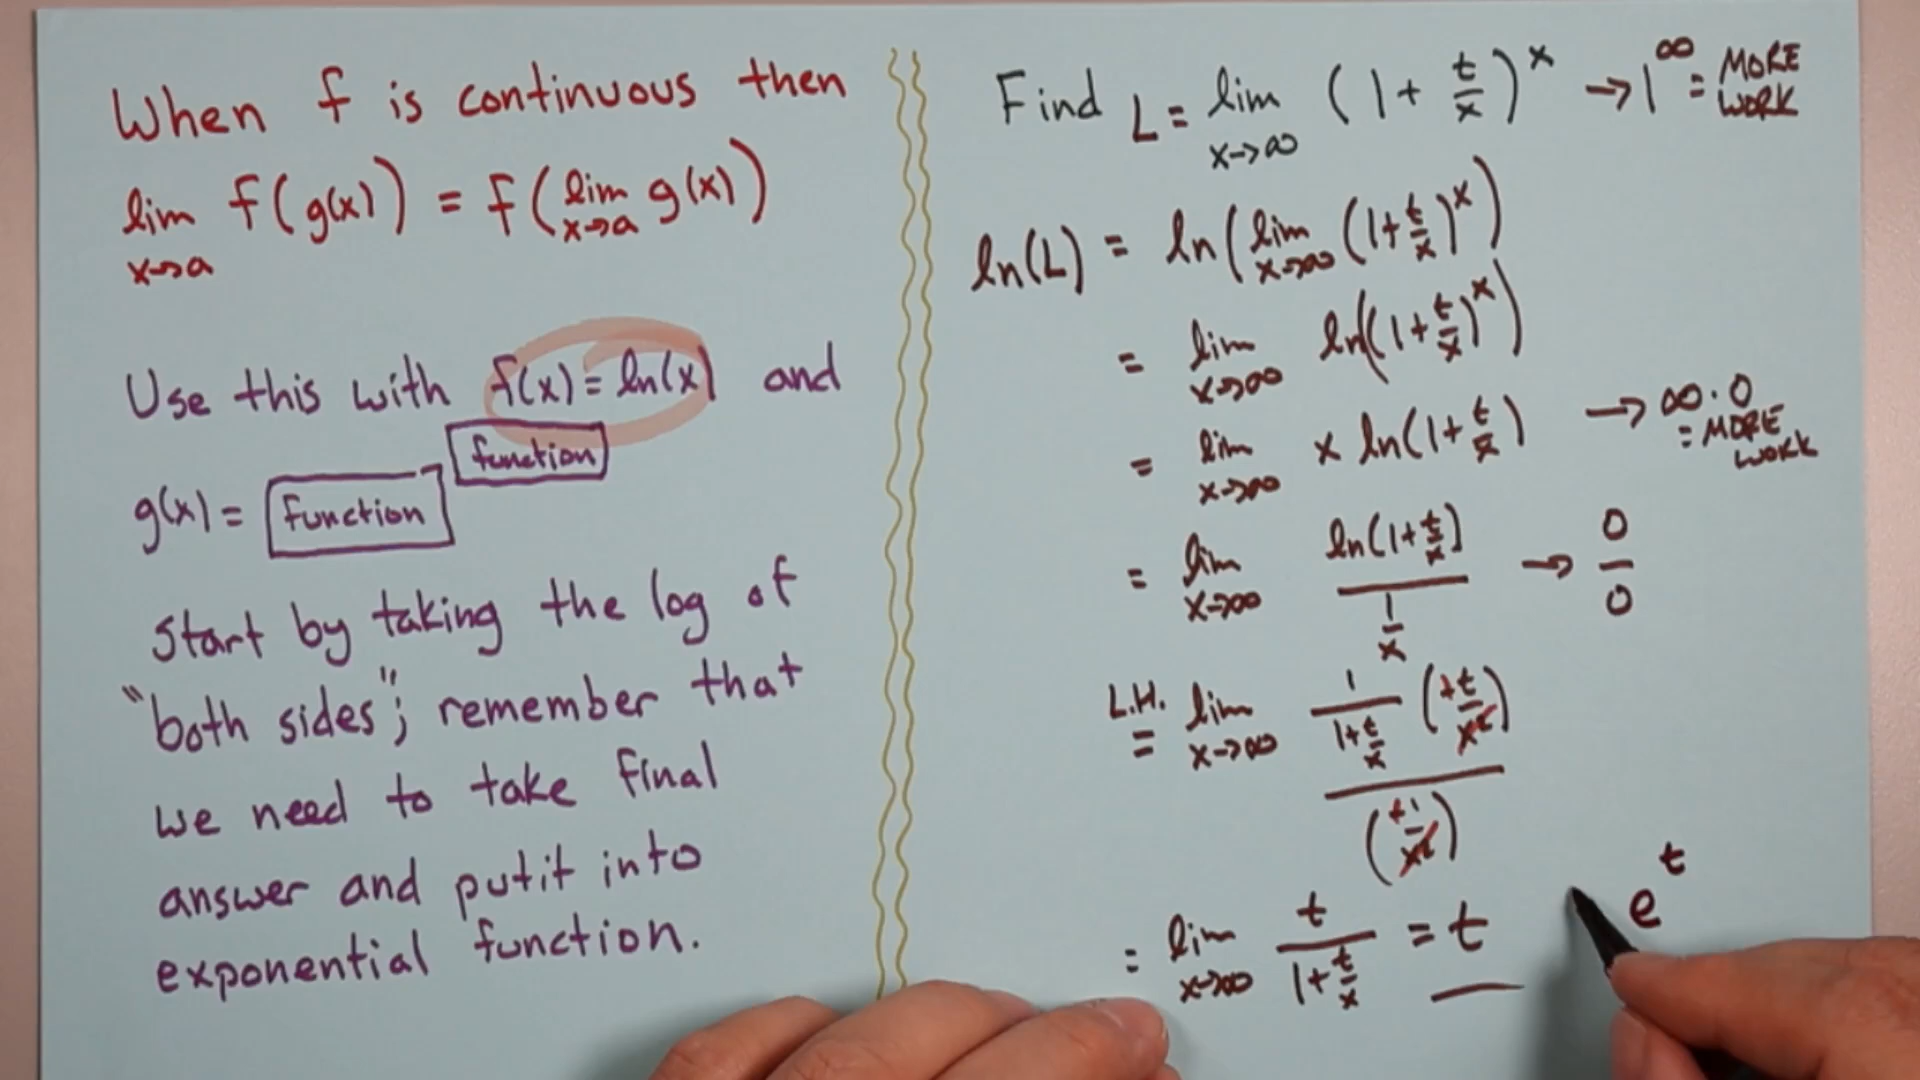 When f is continuous then
lim x→a f(g(x)) = f(lim x→a g(x))
Use this with f(x) = ln(x) and
g(x) = function^function
Start by taking the log of
"both sides"; remember that
we need to take final
answer and put it into
exponential function.
Find L = lim x→∞ (1 + t/x)^x → 1^∞ = MORE WORK
ln(L) = ln(lim x→∞ (1+t/x)^x)
= lim x→∞ ln((1+t/x)^x)
= lim x→∞ x ln(1+t/x) → ∞·0 = MORE WORK
= lim x→∞ ln(1+t/x) / (1/x) → 0/0
L.H. = lim x→∞ 1/(1+t/x) (+t/x²) / (+1/x²)
= lim x→∞ t/(1+t/x) = t e^t